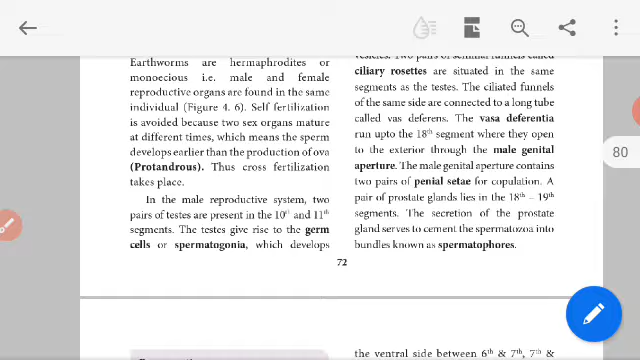 Earthworms are hermaphrodites or
monoecious i.e. male and female
reproductive organs are found in the same
individual (Figure 4. 6). Self fertilization
is avoided because two sex organs mature
at different times, which means the sperm
develops earlier than the production of ova
(Protandrous). Thus cross fertilization
takes place.
In the male reproductive system, two
pairs of testes are present in the 10th and 11th
segments. The testes give rise to the germ
cells or spermatogonia, which develops
vesicles. Two pairs of seminal funnels called
ciliary rosettes are situated in the same
segments as the testes. The ciliated funnels
of the same side are connected to a long tube
called vas deferens. The vasa deferentia
run upto the 18th segment where they open
to the exterior through the male genital
aperture. The male genital aperture contains
two pairs of penial setae for copulation. A
pair of prostate glands lies in the 18th – 19th
segments. The secretion of the prostate
gland serves to cement the spermatozoa into
bundles known as spermatophores.
72
80
the ventral side between 6th & 7th, 7th &